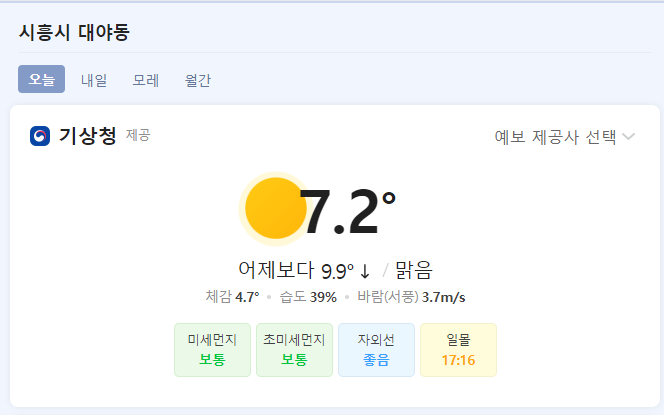 시흥시 대야동
오늘 내일 모레 월간
기상청 제공 예보 제공사 선택
7.2°
어제보다 9.9°↓ / 맑음
체감 4.7° • 습도 39% • 바람(서풍) 3.7m/s
미세먼지 초미세먼지 자외선 일몰
보통 보통 좋음 17:16